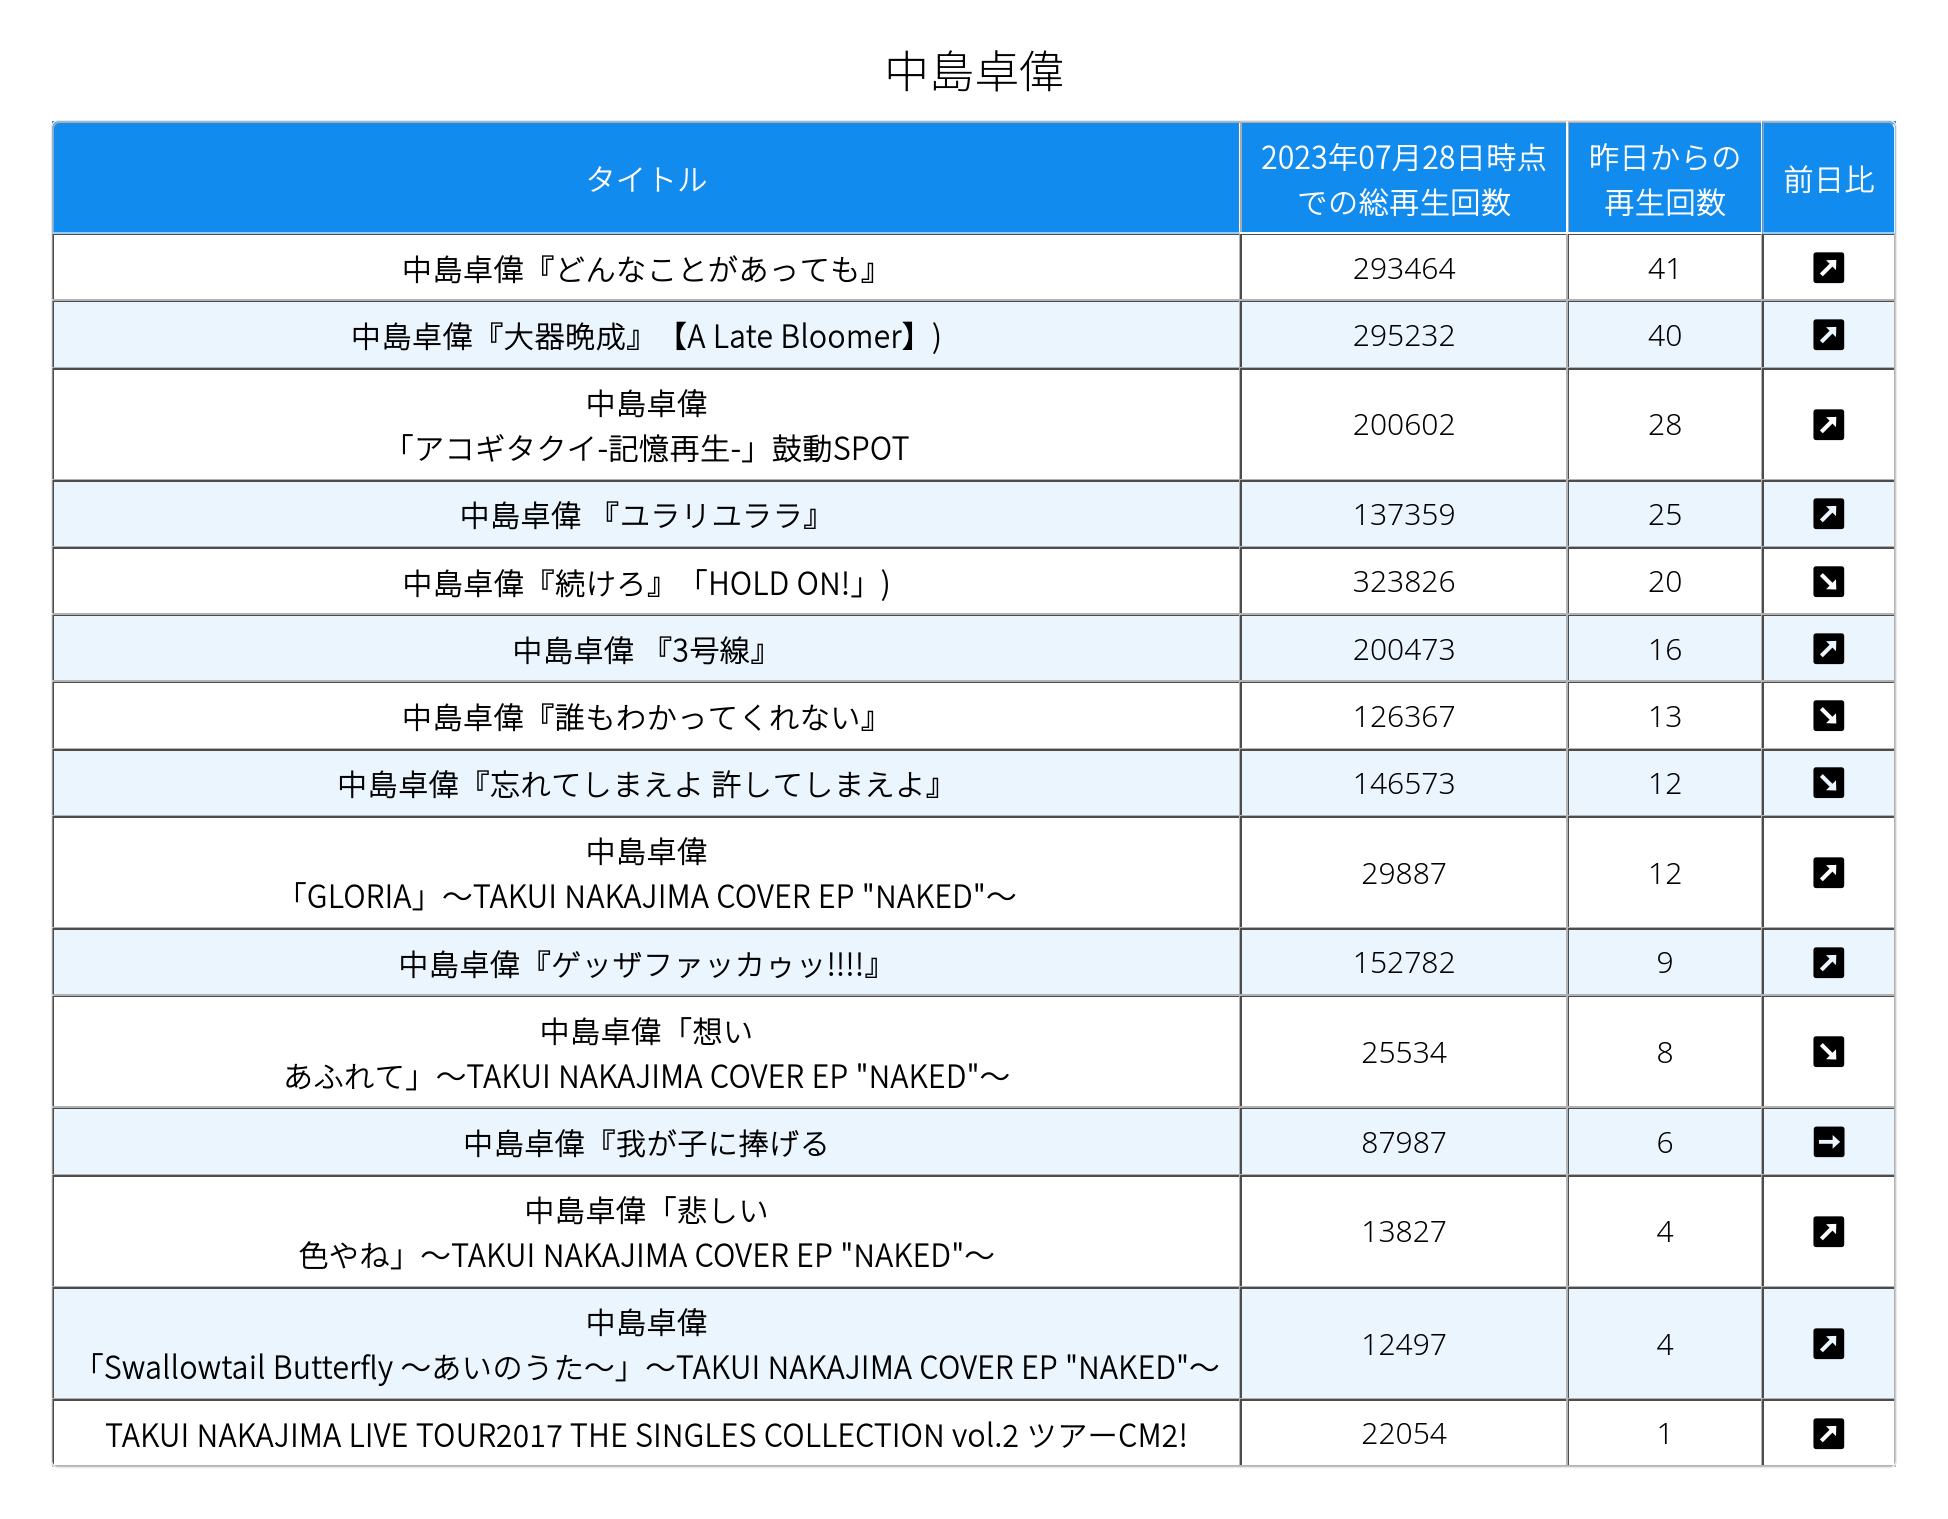 中島卓偉
タイトル
2023年07月28日時点
での総再生回数
昨日からの
再生回数
前日比
中島卓偉『どんなことがあっても』
293464
41
中島卓偉『大器晩成』【A Late Bloomer】)
295232
40
中島卓偉
「アコギタクイ-記憶再生-」鼓動SPOT
200602
28
中島卓偉 『ユラリユララ』
137359
25
中島卓偉『続けろ』「HOLD ON!」)
323826
20
中島卓偉 『3号線』
200473
16
中島卓偉『誰もわかってくれない』
126367
13
中島卓偉『忘れてしまえよ 許してしまえよ』
146573
12
中島卓偉
「GLORIA」～TAKUI NAKAJIMA COVER EP "NAKED"～
29887
12
中島卓偉『ゲッザファッカゥッ!!!!』
152782
9
中島卓偉「想い
あふれて」～TAKUI NAKAJIMA COVER EP "NAKED"～
25534
8
中島卓偉『我が子に捧げる
87987
6
中島卓偉「悲しい
色やね」～TAKUI NAKAJIMA COVER EP "NAKED"～
13827
4
中島卓偉
「Swallowtail Butterfly ～あいのうた～」～TAKUI NAKAJIMA COVER EP "NAKED"～
12497
4
TAKUI NAKAJIMA LIVE TOUR2017 THE SINGLES COLLECTION vol.2 ツアーCM2!
22054
1